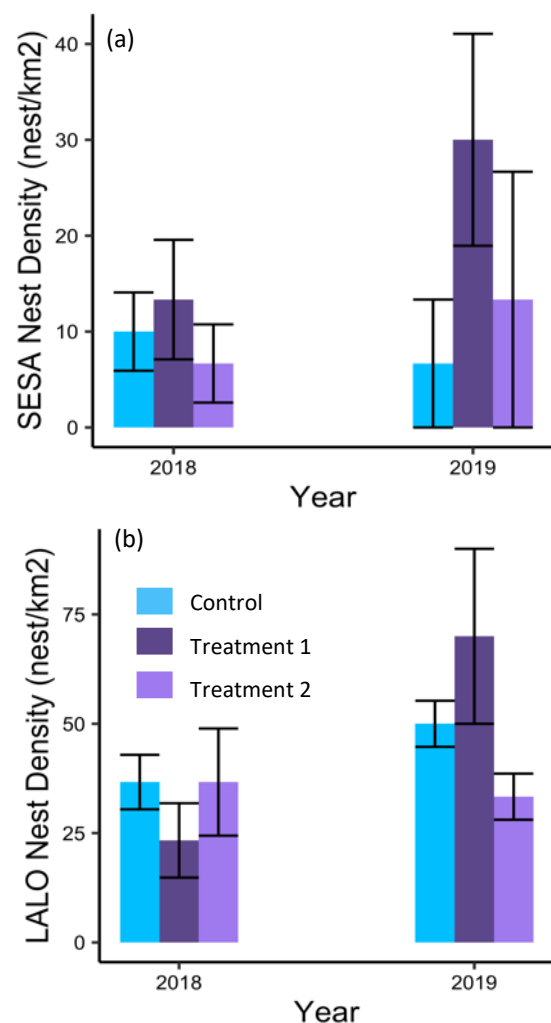 (a)
SESA Nest Density (nest/km2)
40
30
20
10
0
2018
2019
Year
(b)
LALO Nest Density (nest/km2)
75
50
25
0
Control
Treatment 1
Treatment 2
2018
2019
Year